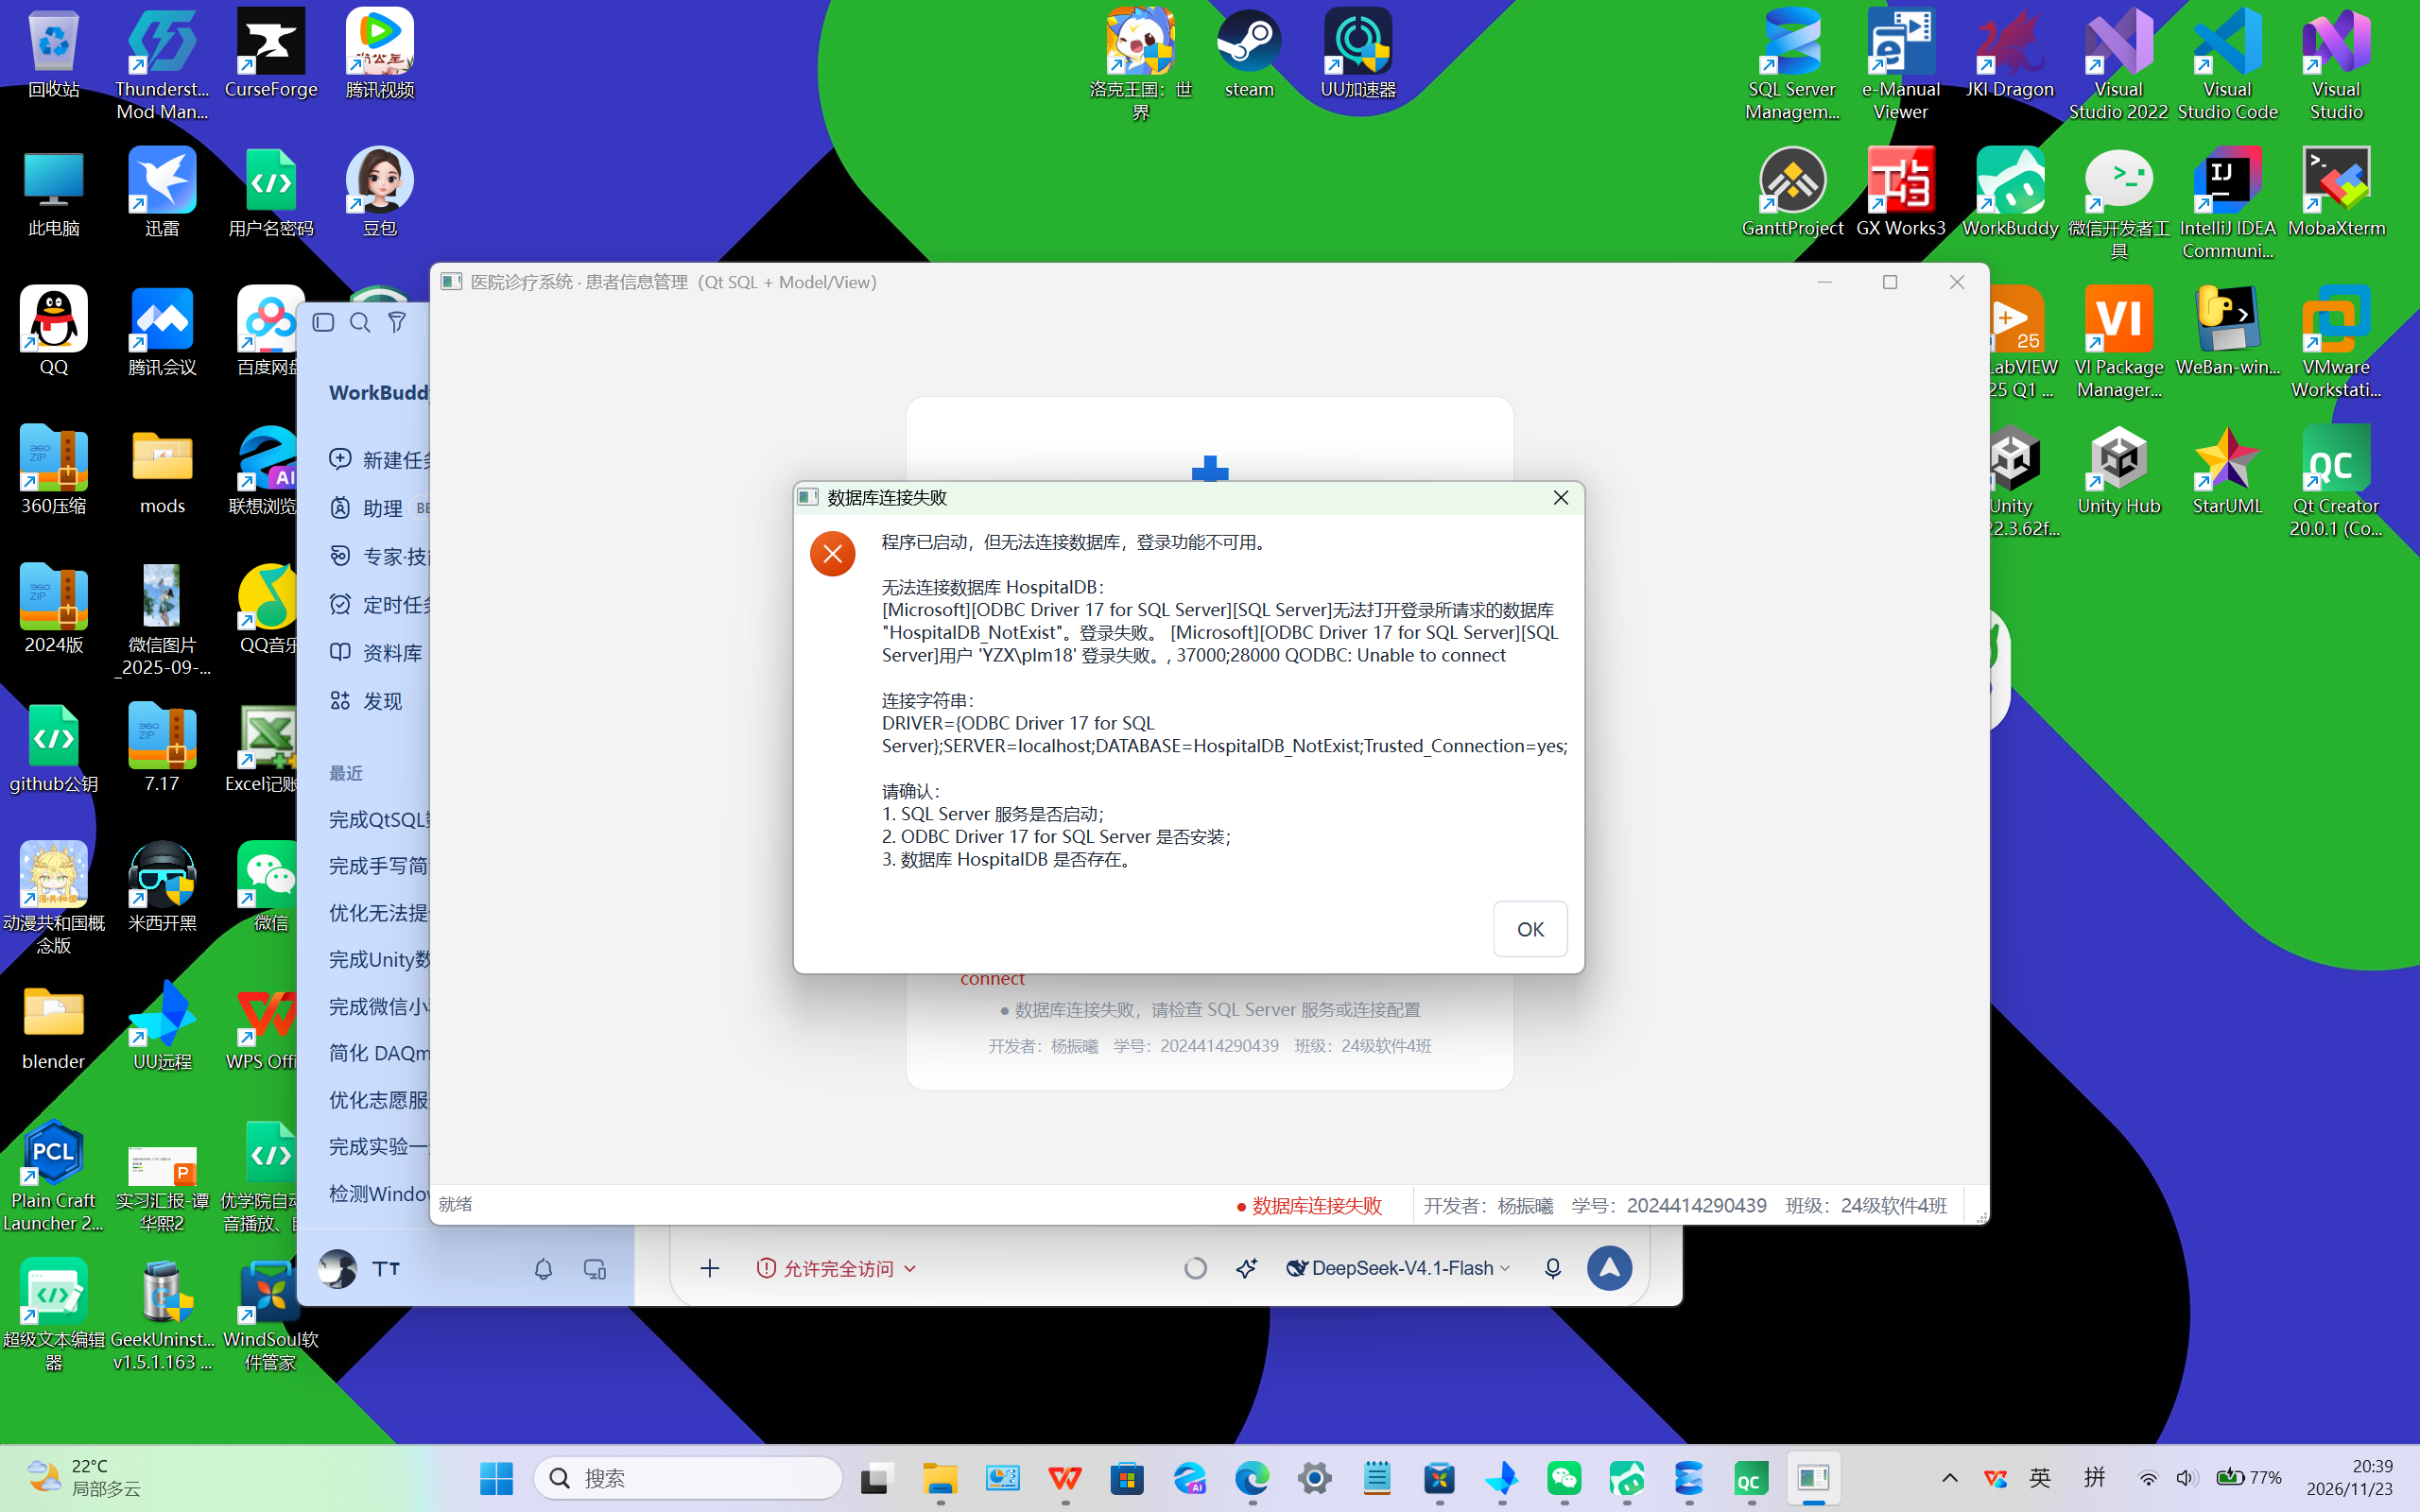 回收站
Thunderst...
Mod Man...
CurseForge
腾讯视频
洛克王国：世
界
steam
UU加速器
SQL Server
Managem...
e-Manual
Viewer
JKI Dragon
Visual
Studio 2022
Visual
Studio Code
Visual
Studio
此电脑
迅雷
用户名密码
豆包
GanttProject
GX Works3
WorkBuddy
微信开发者工
具
IntelliJ IDEA
Communi...
MobaXterm
QQ
腾讯会议
百度网盘
LabVIEW
25 Q1 ...
VI Package
Manager...
WeBan-win...
VMware
Workstati...
360压缩
mods
联想浏览
Unity
22.3.62f...
Unity Hub
StarUML
Qt Creator
20.0.1 (Co...
2024版
微信图片
_2025-09-...
QQ音乐
github公钥
7.17
Excel记账
动漫共和国概
念版
米西开黑
微信
blender
UU远程
WPS Offi
Plain Craft
Launcher 2...
实习汇报-谭
华熙2
优学院自动
音播放、
超级文本编辑
器
GeekUninst...
v1.5.1.163 ...
WindSoul软
件管家
WorkBuddy
新建任务
助理 BE
专家·技能
定时任务
资料库
发现
最近
完成QtSQL数
完成手写简
优化无法提
完成Unity数
完成微信小
简化 DAQm
优化志愿服
完成实验一
检测Window
TT
允许完全访问
DeepSeek-V4.1-Flash
医院诊疗系统 · 患者信息管理（Qt SQL + Model/View）
数据库连接失败
程序已启动，但无法连接数据库，登录功能不可用。
无法连接数据库 HospitalDB：
[Microsoft][ODBC Driver 17 for SQL Server][SQL Server]无法打开登录所请求的数据库
"HospitalDB_NotExist"。登录失败。 [Microsoft][ODBC Driver 17 for SQL Server][SQL
Server]用户 'YZX\plm18' 登录失败。, 37000;28000 QODBC: Unable to connect
连接字符串：
DRIVER={ODBC Driver 17 for SQL
Server};SERVER=localhost;DATABASE=HospitalDB_NotExist;Trusted_Connection=yes;
请确认：
1. SQL Server 服务是否启动；
2. ODBC Driver 17 for SQL Server 是否安装；
3. 数据库 HospitalDB 是否存在。
OK
connect
● 数据库连接失败，请检查 SQL Server 服务或连接配置
开发者：杨振曦 学号：2024414290439 班级：24级软件4班
就绪
● 数据库连接失败
开发者：杨振曦 学号：2024414290439 班级：24级软件4班
22°C
局部多云
搜索
英
拼
77%
20:39
2026/11/23